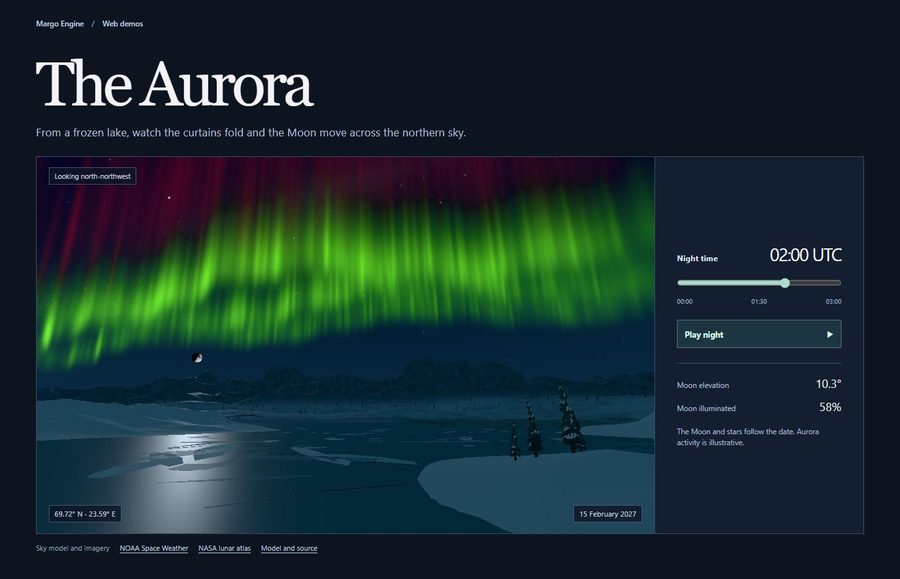 Margo Engine / Web demos
The Aurora
From a frozen lake, watch the curtains fold and the Moon move across the northern sky.
Looking north-northwest
Night time 02:00 UTC
00:00 01:30 03:00
Play night
Moon elevation 10.3°
Moon illuminated 58%
The Moon and stars follow the date. Aurora
activity is illustrative.
69.72° N · 23.59° E
15 February 2027
Sky model and imagery NOAA Space Weather NASA lunar atlas Model and source